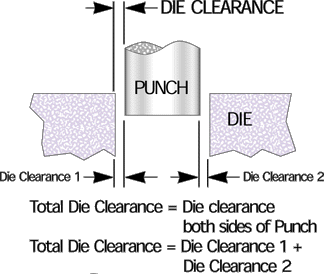 DIE CLEARANCE
PUNCH
DIE
Die Clearance 1
Die Clearance 2
Total Die Clearance = Die clearance
both sides of Punch
Total Die Clearance = Die Clearance 1 +
Die Clearance 2